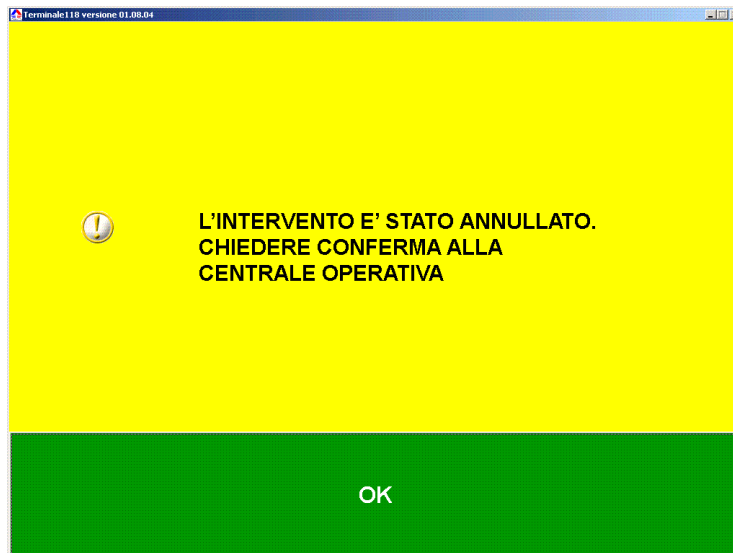 Terminale118 versione 01.08.04
L'INTERVENTO E' STATO ANNULLATO.
CHIEDERE CONFERMA ALLA
CENTRALE OPERATIVA
OK